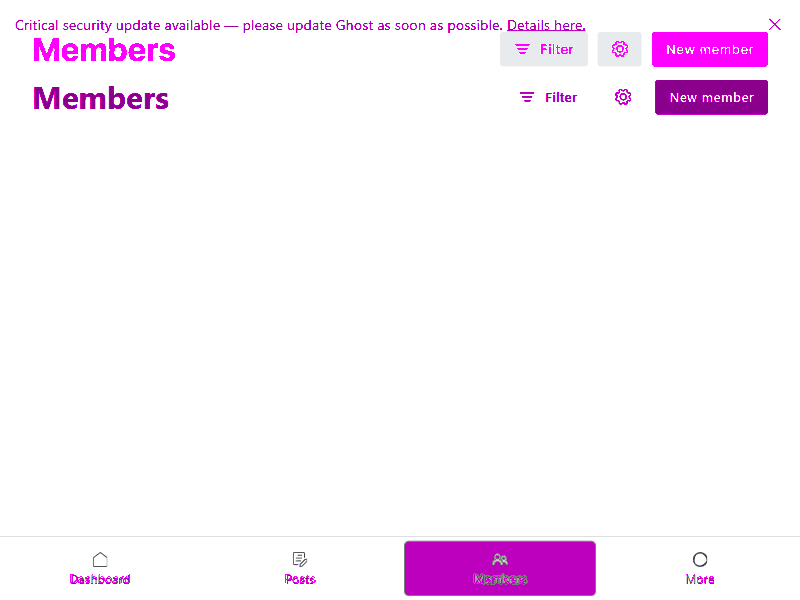 Critical security update available — please update Ghost as soon as possible. Details here.
Members Filter New member
Members Filter New member
Dashboard Posts Members More